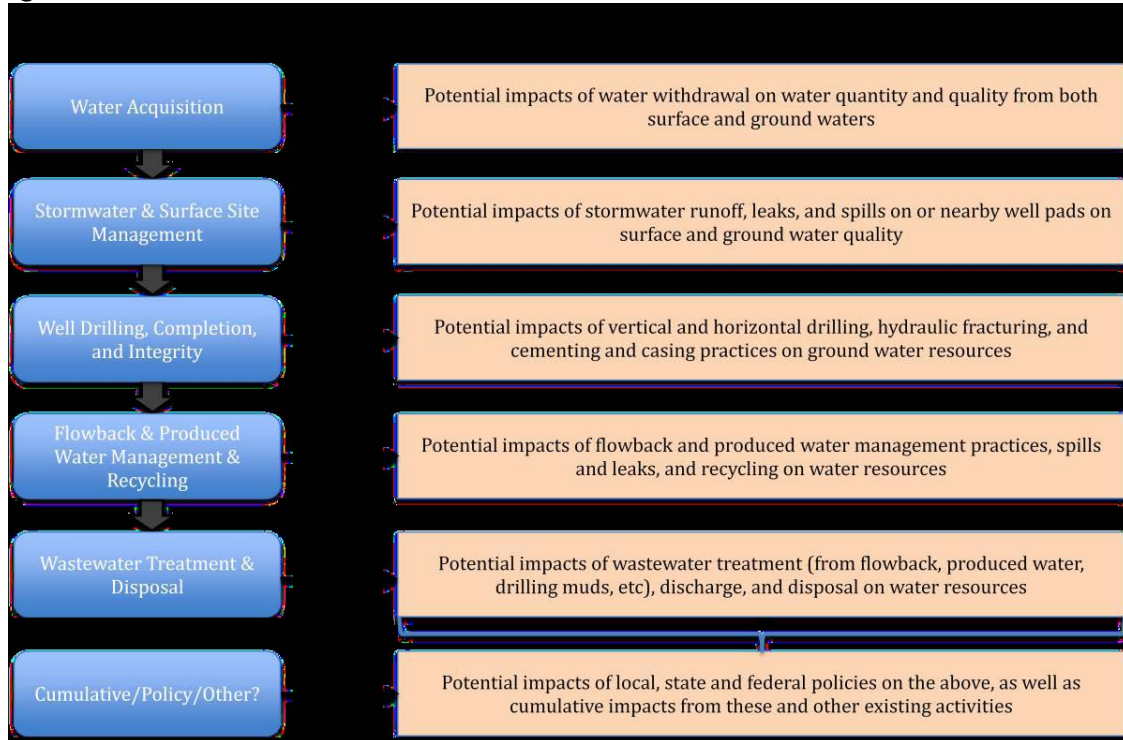 Water Acquisition
Potential impacts of water withdrawal on water quantity and quality from both
surface and ground waters
Stormwater & Surface Site
Management
Potential impacts of stormwater runoff, leaks, and spills on or nearby well pads on
surface and ground water quality
Well Drilling, Completion,
and Integrity
Potential impacts of vertical and horizontal drilling, hydraulic fracturing, and
cementing and casing practices on ground water resources
Flowback & Produced
Water Management &
Recycling
Potential impacts of flowback and produced water management practices, spills
and leaks, and recycling on water resources
Wastewater Treatment &
Disposal
Potential impacts of wastewater treatment (from flowback, produced water,
drilling muds, etc), discharge, and disposal on water resources
Cumulative/Policy/Other?
Potential impacts of local, state and federal policies on the above, as well as
cumulative impacts from these and other existing activities